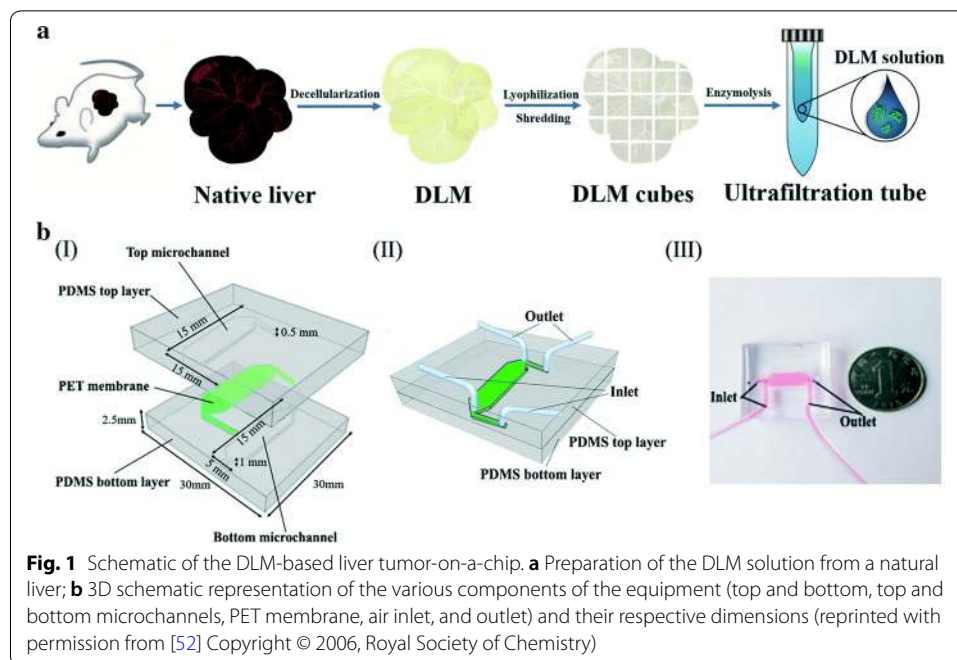 a
DLM solution
Decellularization
Lyophilization
Shredding
Enzymolysis
Native liver
DLM
DLM cubes
Ultrafiltration tube
b
(I)
Top microchannel
PDMS top layer
15 mm
0.5 mm
15 mm
PET membrane
2.5mm
15 mm
5 mm
1 mm
PDMS bottom layer
30mm
30mm
Bottom microchannel
(II)
Outlet
Inlet
PDMS top layer
PDMS bottom layer
(III)
Inlet
Outlet
Fig. 1 Schematic of the DLM-based liver tumor-on-a-chip. a Preparation of the DLM solution from a natural
liver; b 3D schematic representation of the various components of the equipment (top and bottom, top and
bottom microchannels, PET membrane, air inlet, and outlet) and their respective dimensions (reprinted with
permission from [52] Copyright © 2006, Royal Society of Chemistry)